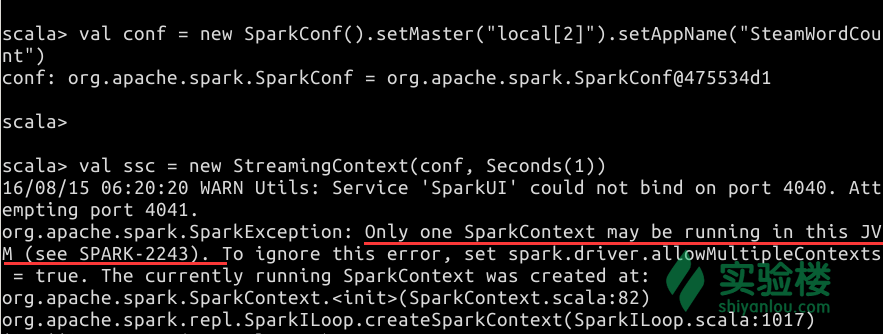 scala> val conf = new SparkConf().setMaster("local[2]").setAppName("SteamWordCou
nt")
conf: org.apache.spark.SparkConf = org.apache.spark.SparkConf@475534d1
scala>
scala> val ssc = new StreamingContext(conf, Seconds(1))
16/08/15 06:20:20 WARN Utils: Service 'SparkUI' could not bind on port 4040. Att
empting port 4041.
org.apache.spark.SparkException: Only one SparkContext may be running in this JV
M (see SPARK-2243). To ignore this error, set spark.driver.allowMultipleContexts
 = true. The currently running SparkContext was created at:
org.apache.spark.SparkContext.<init>(SparkContext.scala:82)
org.apache.spark.repl.SparkILoop.createSparkContext(SparkILoop.scala:1017)
实验楼
shiyanlou.com